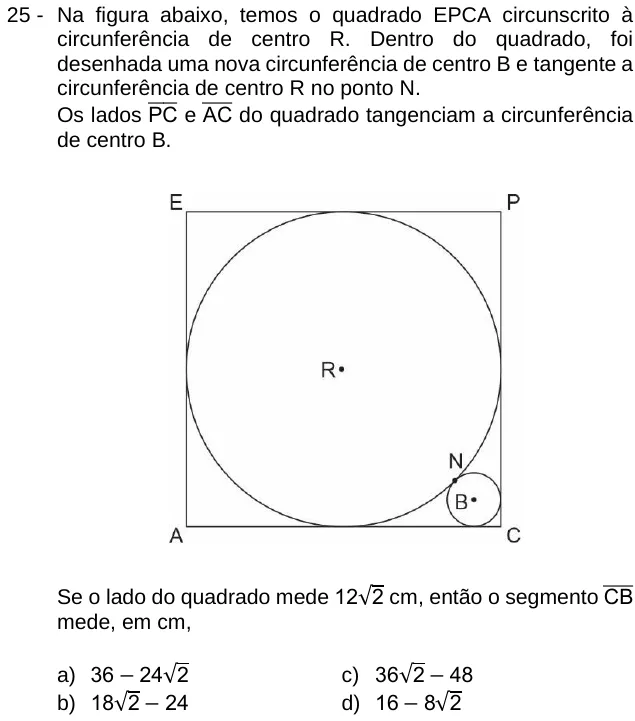 25 - Na figura abaixo, temos o quadrado EPCA circunscrito à
circunferência de centro R. Dentro do quadrado, foi
desenhada uma nova circunferência de centro B e tangente a
circunferência de centro R no ponto N.
Os lados P̅C̅ e A̅C̅ do quadrado tangenciam a circunferência
de centro B.
E P
R
N
B
A C
Se o lado do quadrado mede 12√2 cm, então o segmento C̅B̅
mede, em cm,
a) 36 − 24√2 c) 36√2 − 48
b) 18√2 − 24 d) 16 − 8√2